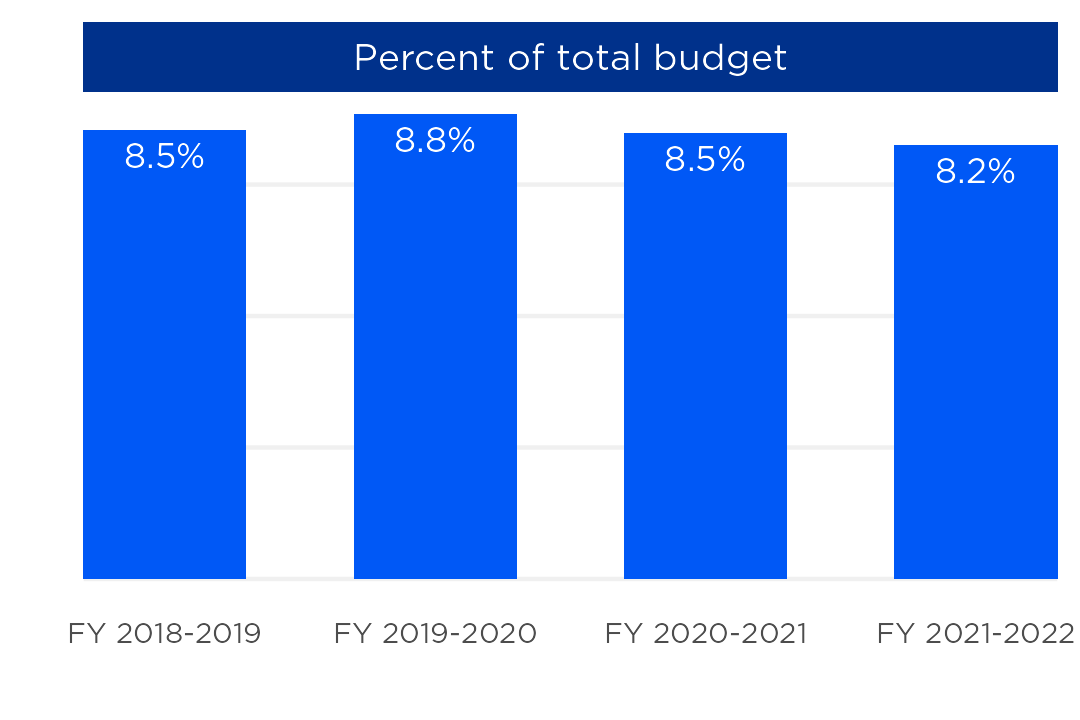 Percent of total budget
8.5%
8.8%
8.5%
8.2%
FY 2018-2019
FY 2019-2020
FY 2020-2021
FY 2021-2022